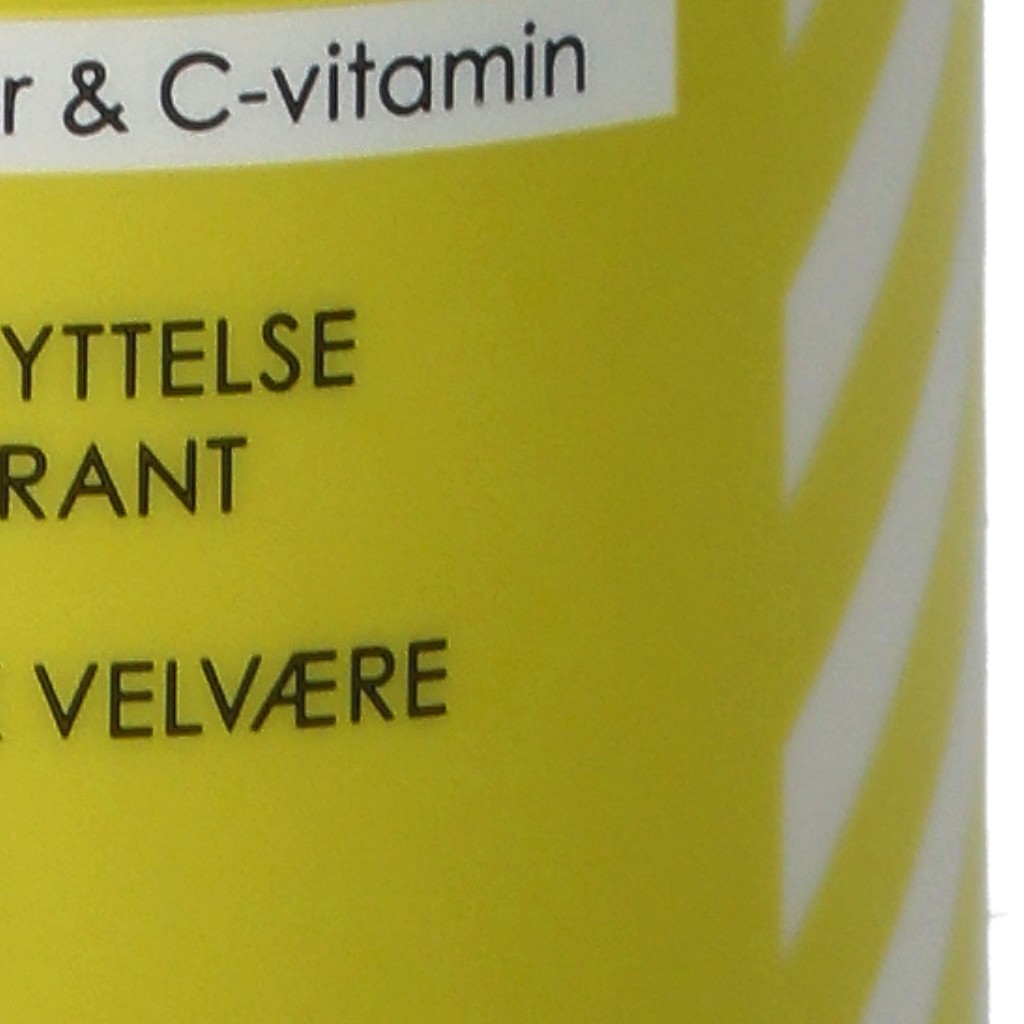 r & C-vitamin
YTTELSE
RANT
VELVÆRE